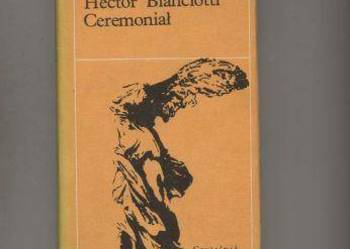 Hector Bianciotti
Ceremoniał